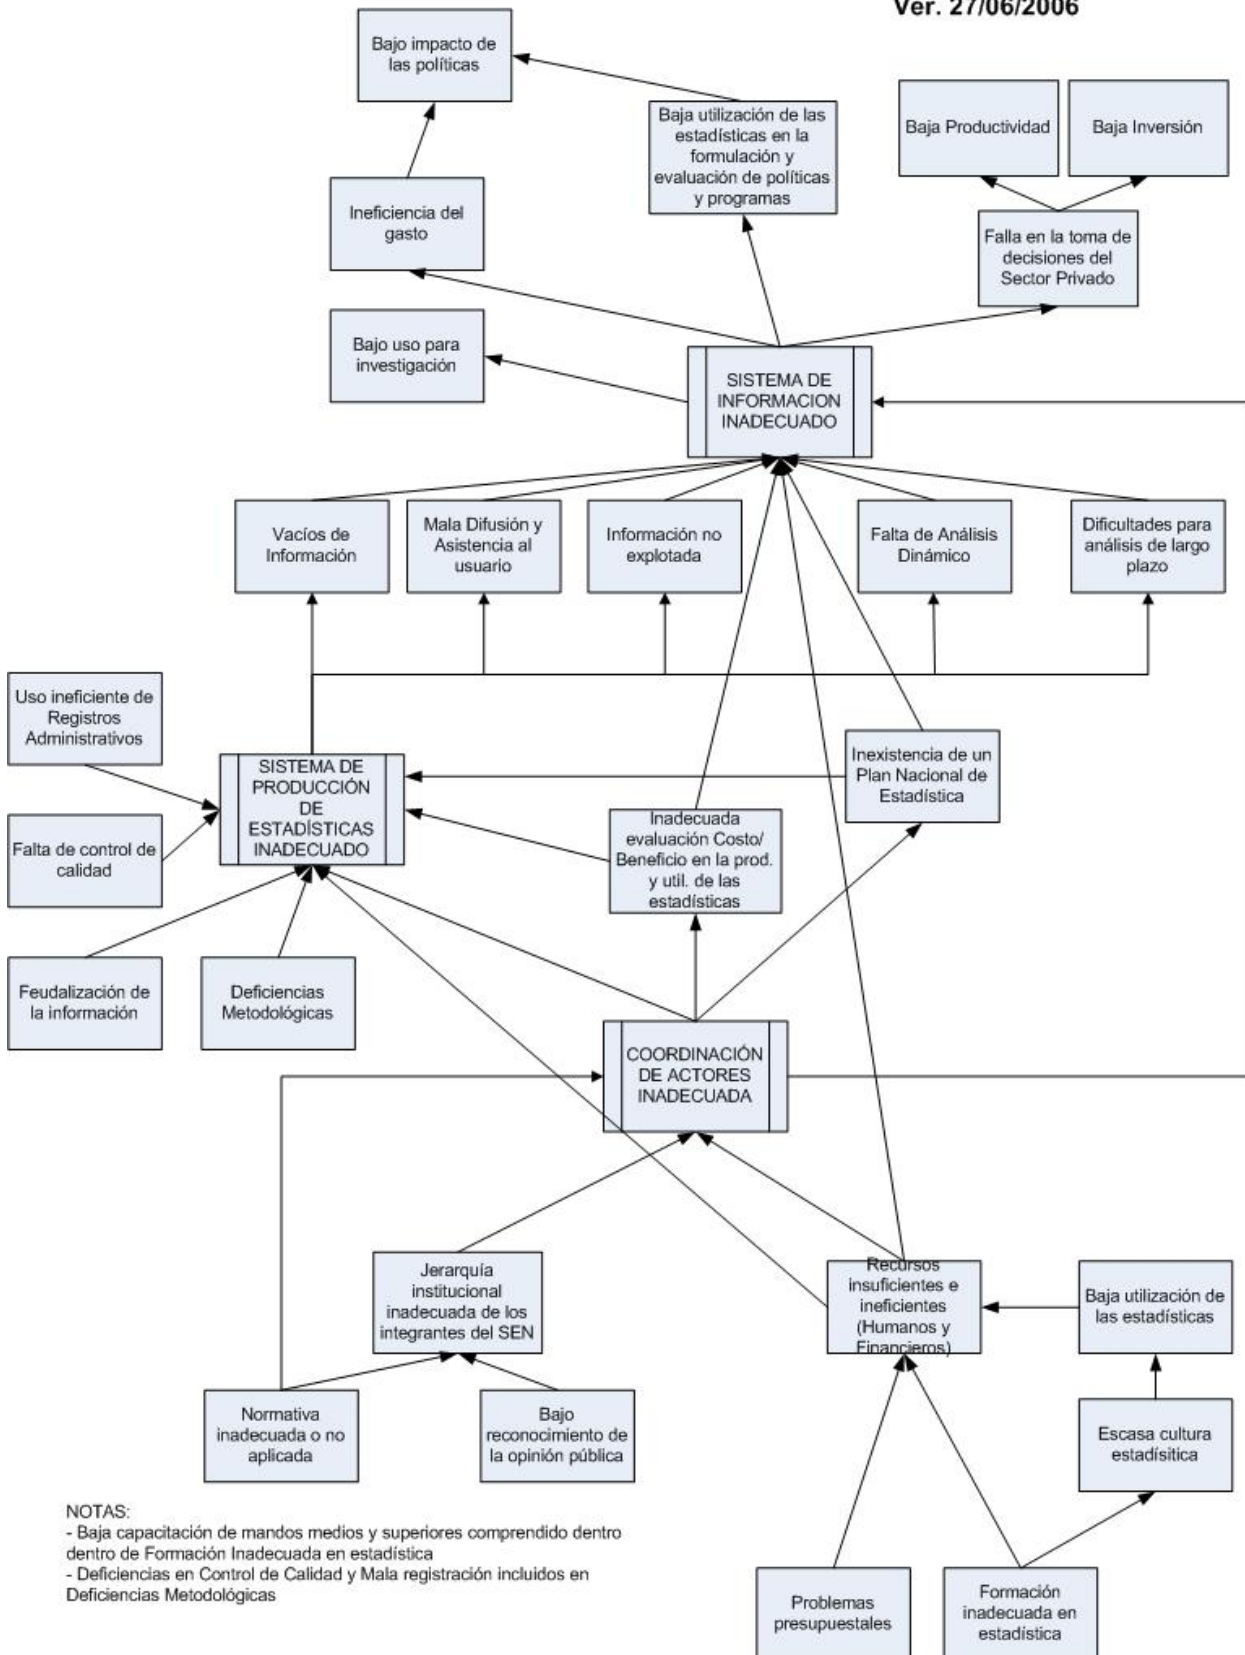 Ver. 27/06/2006
Bajo impacto de
las políticas
Baja utilización de las
estadísticas en la
formulación y
evaluación de políticas
y programas
Baja Productividad
Baja Inversión
Ineficiencia del
gasto
Falla en la toma de
decisiones del
Sector Privado
Bajo uso para
investigación
SISTEMA DE
INFORMACION
INADECUADO
Vacíos de
Información
Mala Difusión y
Asistencia al
usuario
Información no
explotada
Falta de Análisis
Dinámico
Dificultades para
análisis de largo
plazo
Uso ineficiente de
Registros
Administrativos
SISTEMA DE
PRODUCCIÓN
DE
ESTADÍSTICAS
INADECUADO
Inexistencia de un
Plan Nacional de
Estadística
Falta de control de
calidad
Inadecuada
evaluación Costo/
Beneficio en la prod.
y util. de las
estadísticas
Feudalización de
la información
Deficiencias
Metodológicas
COORDINACIÓN
DE ACTORES
INADECUADA
Jerarquía
institucional
inadecuada de los
integrantes del SEN
Recursos
insuficientes e
ineficientes
(Humanos y
Financieros)
Baja utilización de
las estadísticas
Normativa
inadecuada o no
aplicada
Bajo
reconocimiento de
la opinión pública
Escasa cultura
estadísitica
NOTAS:
- Baja capacitación de mandos medios y superiores comprendido dentro
dentro de Formación Inadecuada en estadística
- Deficiencias en Control de Calidad y Mala registración incluidos en
Deficiencias Metodológicas
Problemas
presupuestales
Formación
inadecuada en
estadística